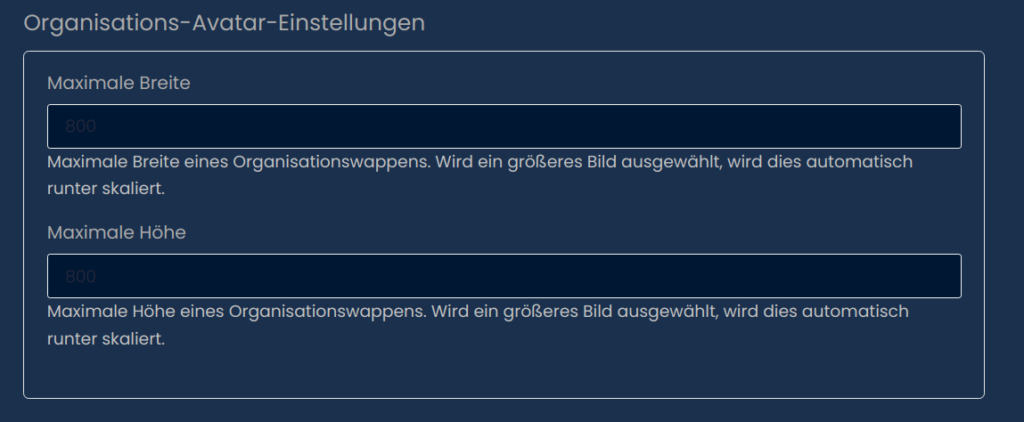 Organisations-Avatar-Einstellungen
Maximale Breite
800
Maximale Breite eines Organisationswappens. Wird ein größeres Bild ausgewählt, wird dies automatisch
runter skaliert.
Maximale Höhe
800
Maximale Höhe eines Organisationswappens. Wird ein größeres Bild ausgewählt, wird dies automatisch
runter skaliert.